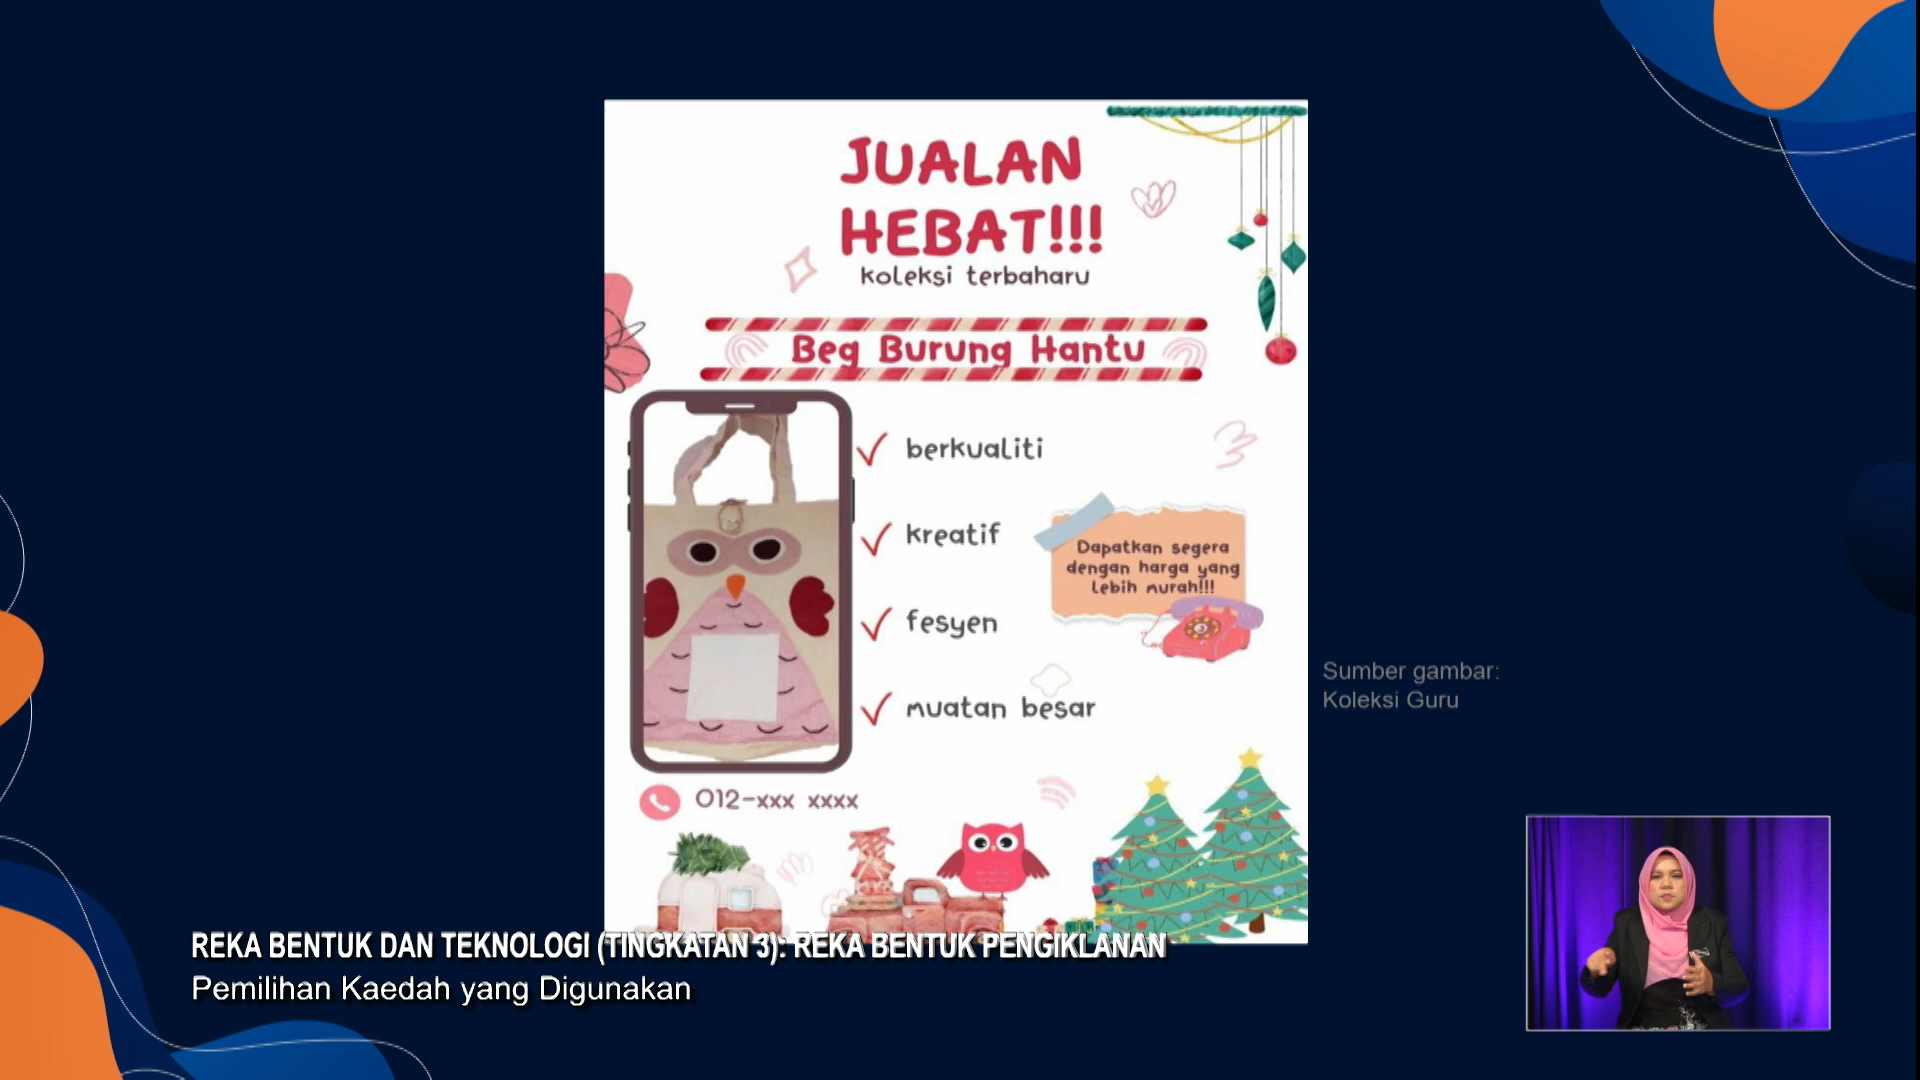 JUALAN
HEBAT!!!
koleksi terbaharu
Beg Burung Hantu
berkualiti
kreatif
Dapatkan segera
dengan harga yang
lebih murah!!!
fesyen
muatan besar
012-xxx xxxx
Sumber gambar:
Koleksi Guru
REKA BENTUK DAN TEKNOLOGI (TINGKATAN 3): REKA BENTUK PENGIKLANAN
Pemilihan Kaedah yang Digunakan